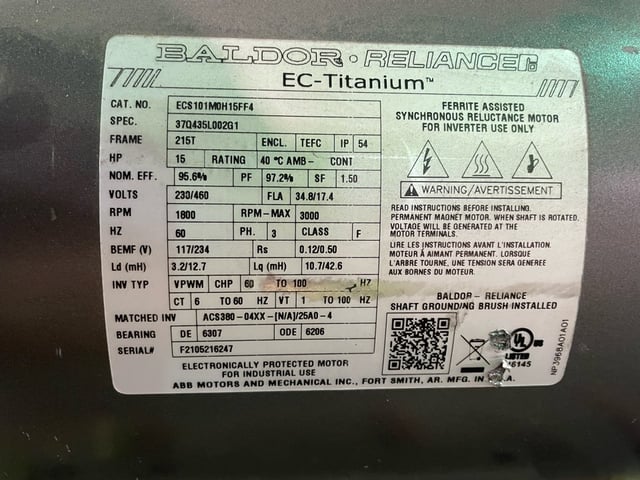 BALDOR · RELIANCE
EC-Titanium™
CAT. NO. ECS101M0H15FF4
SPEC. 37Q435L002G1
FRAME 215T ENCL. TEFC IP 54
HP 15 RATING 40 ºC AMB- CONT
NOM. EFF. 95.6% PF 97.2% SF 1.50
VOLTS 230/460 FLA 34.8/17.4
RPM 1800 RPM-MAX 3000
HZ 60 PH. 3 CLASS F
BEMF (V) 117/234 Rs 0.12/0.50
Ld (mH) 3.2/12.7 Lq (mH) 10.7/42.6
INV TYP VPWM CHP 60 TO 100 HZ
CT 6 TO 60 HZ VT 1 TO 100 HZ
MATCHED INV ACS380-04XX-[N/A]/25A0-4
BEARING DE 6307 ODE 6206
SERIAL# F2105216247
ELECTRONICALLY PROTECTED MOTOR
FOR INDUSTRIAL USE
ABB MOTORS AND MECHANICAL INC., FORT SMITH, AR. MFG. IN
FERRITE ASSISTED
SYNCHRONOUS RELUCTANCE MOTOR
FOR INVERTER USE ONLY
WARNING/AVERTISSEMENT
READ INSTRUCTIONS BEFORE INSTALLING.
PERMANENT MAGNET MOTOR. WHEN SHAFT IS ROTATED.
VOLTAGE WILL BE GENERATED AT THE
MOTOR TERMINALS.
LIRE LES INSTRUCTIONS AVANT L'INSTALLATION.
MOTEUR À AIMANT PERMANENT. LORSQUE
L'ARBRE TOURNE, UNE TENSION SERA GENEREE
AUX BORNES DU MOTEUR.
BALDOR - RELIANCE
SHAFT GROUNDING BRUSH INSTALLED
UL
LISTED
NP3968A01A01